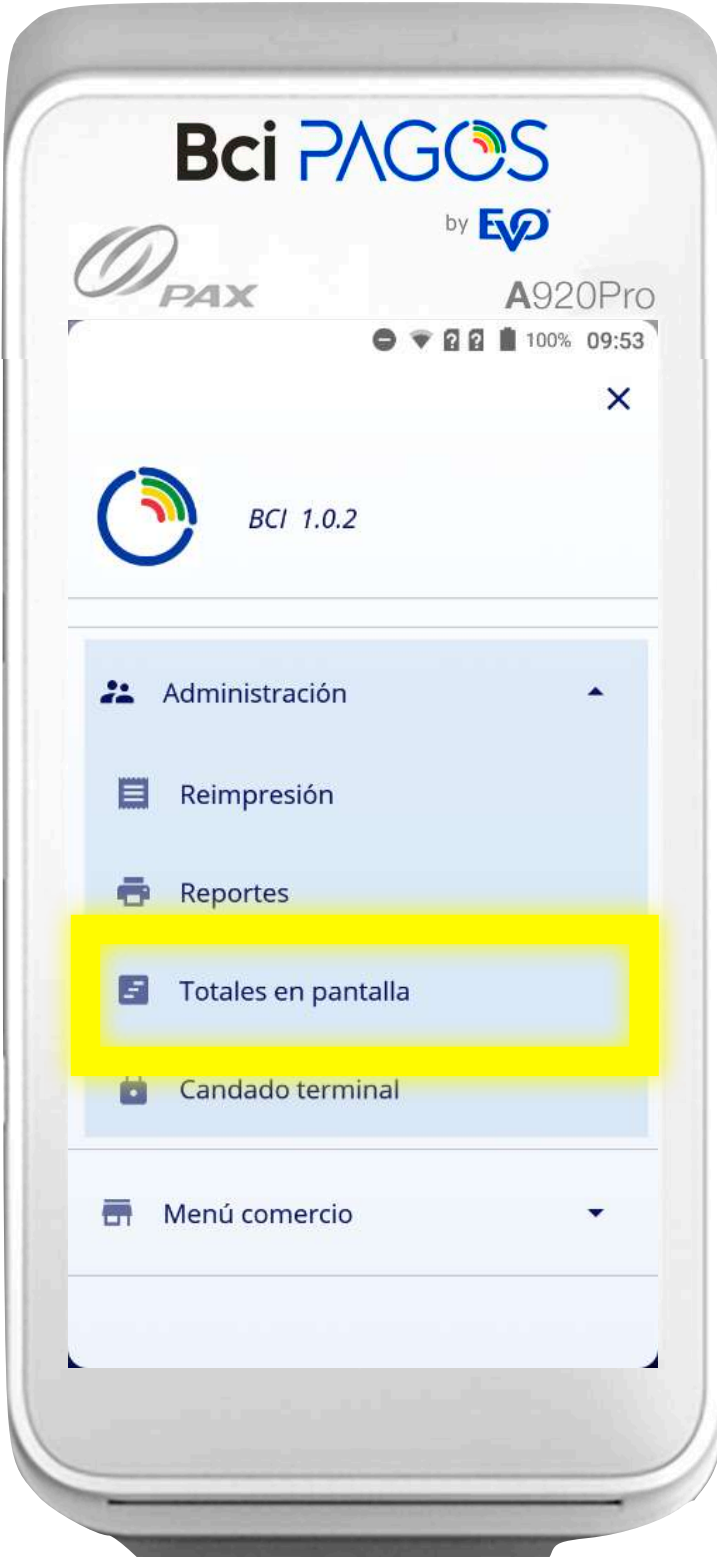 Bci PAGOS
by EVO
PAX
A920Pro
100% 09:53
BCI 1.0.2
Administración
Reimpresión
Reportes
Totales en pantalla
Candado terminal
Menú comercio